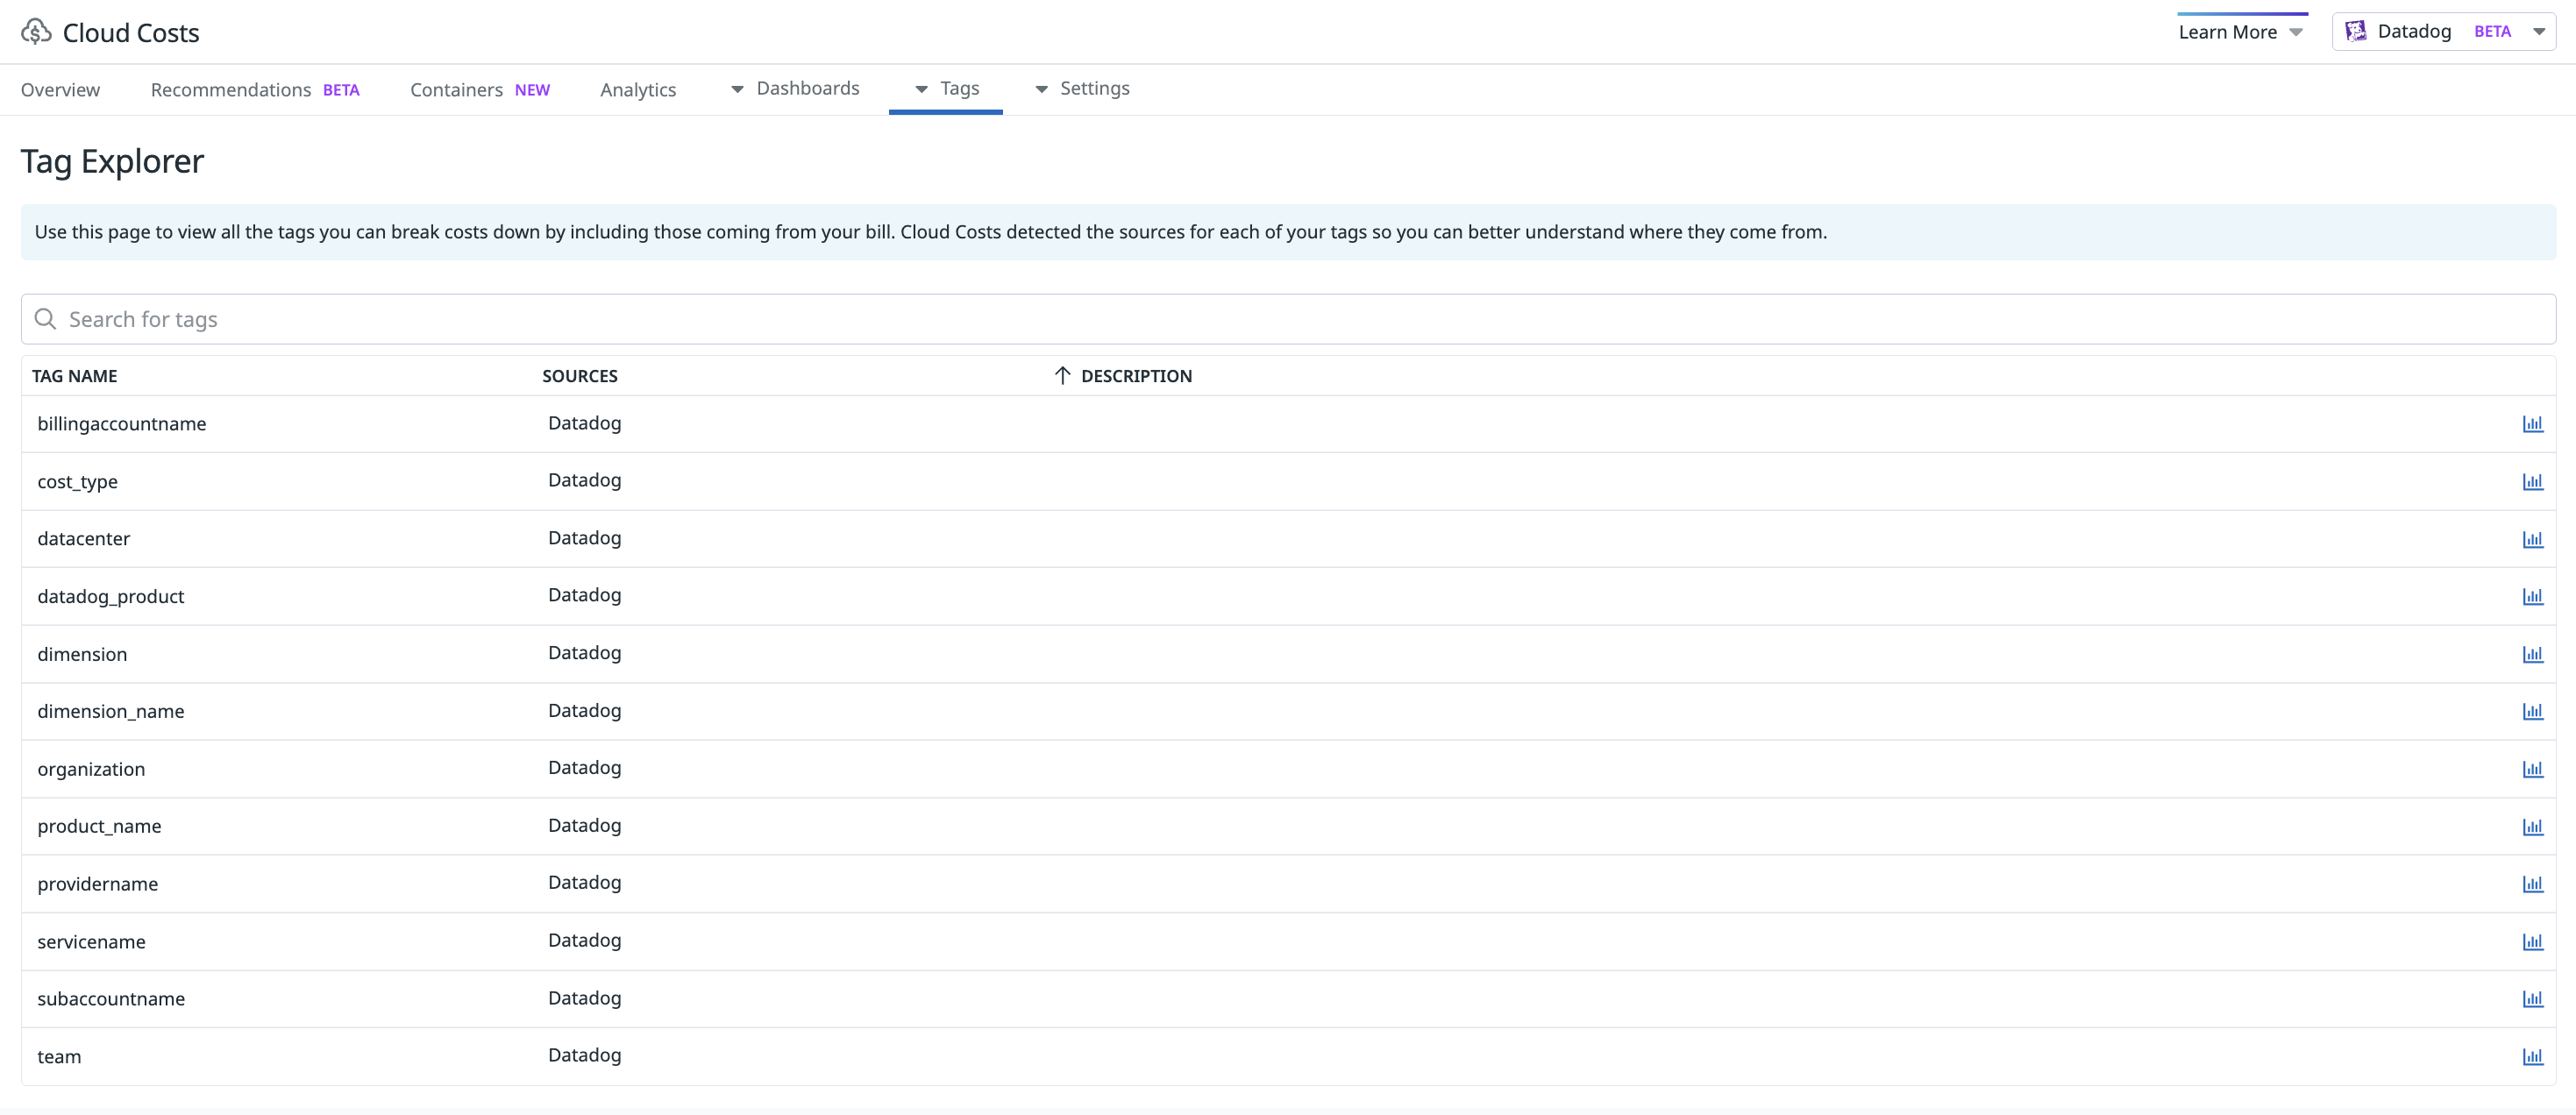 Cloud Costs
Learn More
Datadog BETA
Overview Recommendations BETA Containers NEW Analytics Dashboards Tags Settings
Tag Explorer
Use this page to view all the tags you can break costs down by including those coming from your bill. Cloud Costs detected the sources for each of your tags so you can better understand where they come from.
Search for tags
TAG NAME SOURCES DESCRIPTION
billingaccountname Datadog
cost_type Datadog
datacenter Datadog
datadog_product Datadog
dimension Datadog
dimension_name Datadog
organization Datadog
product_name Datadog
providername Datadog
servicename Datadog
subaccountname Datadog
team Datadog